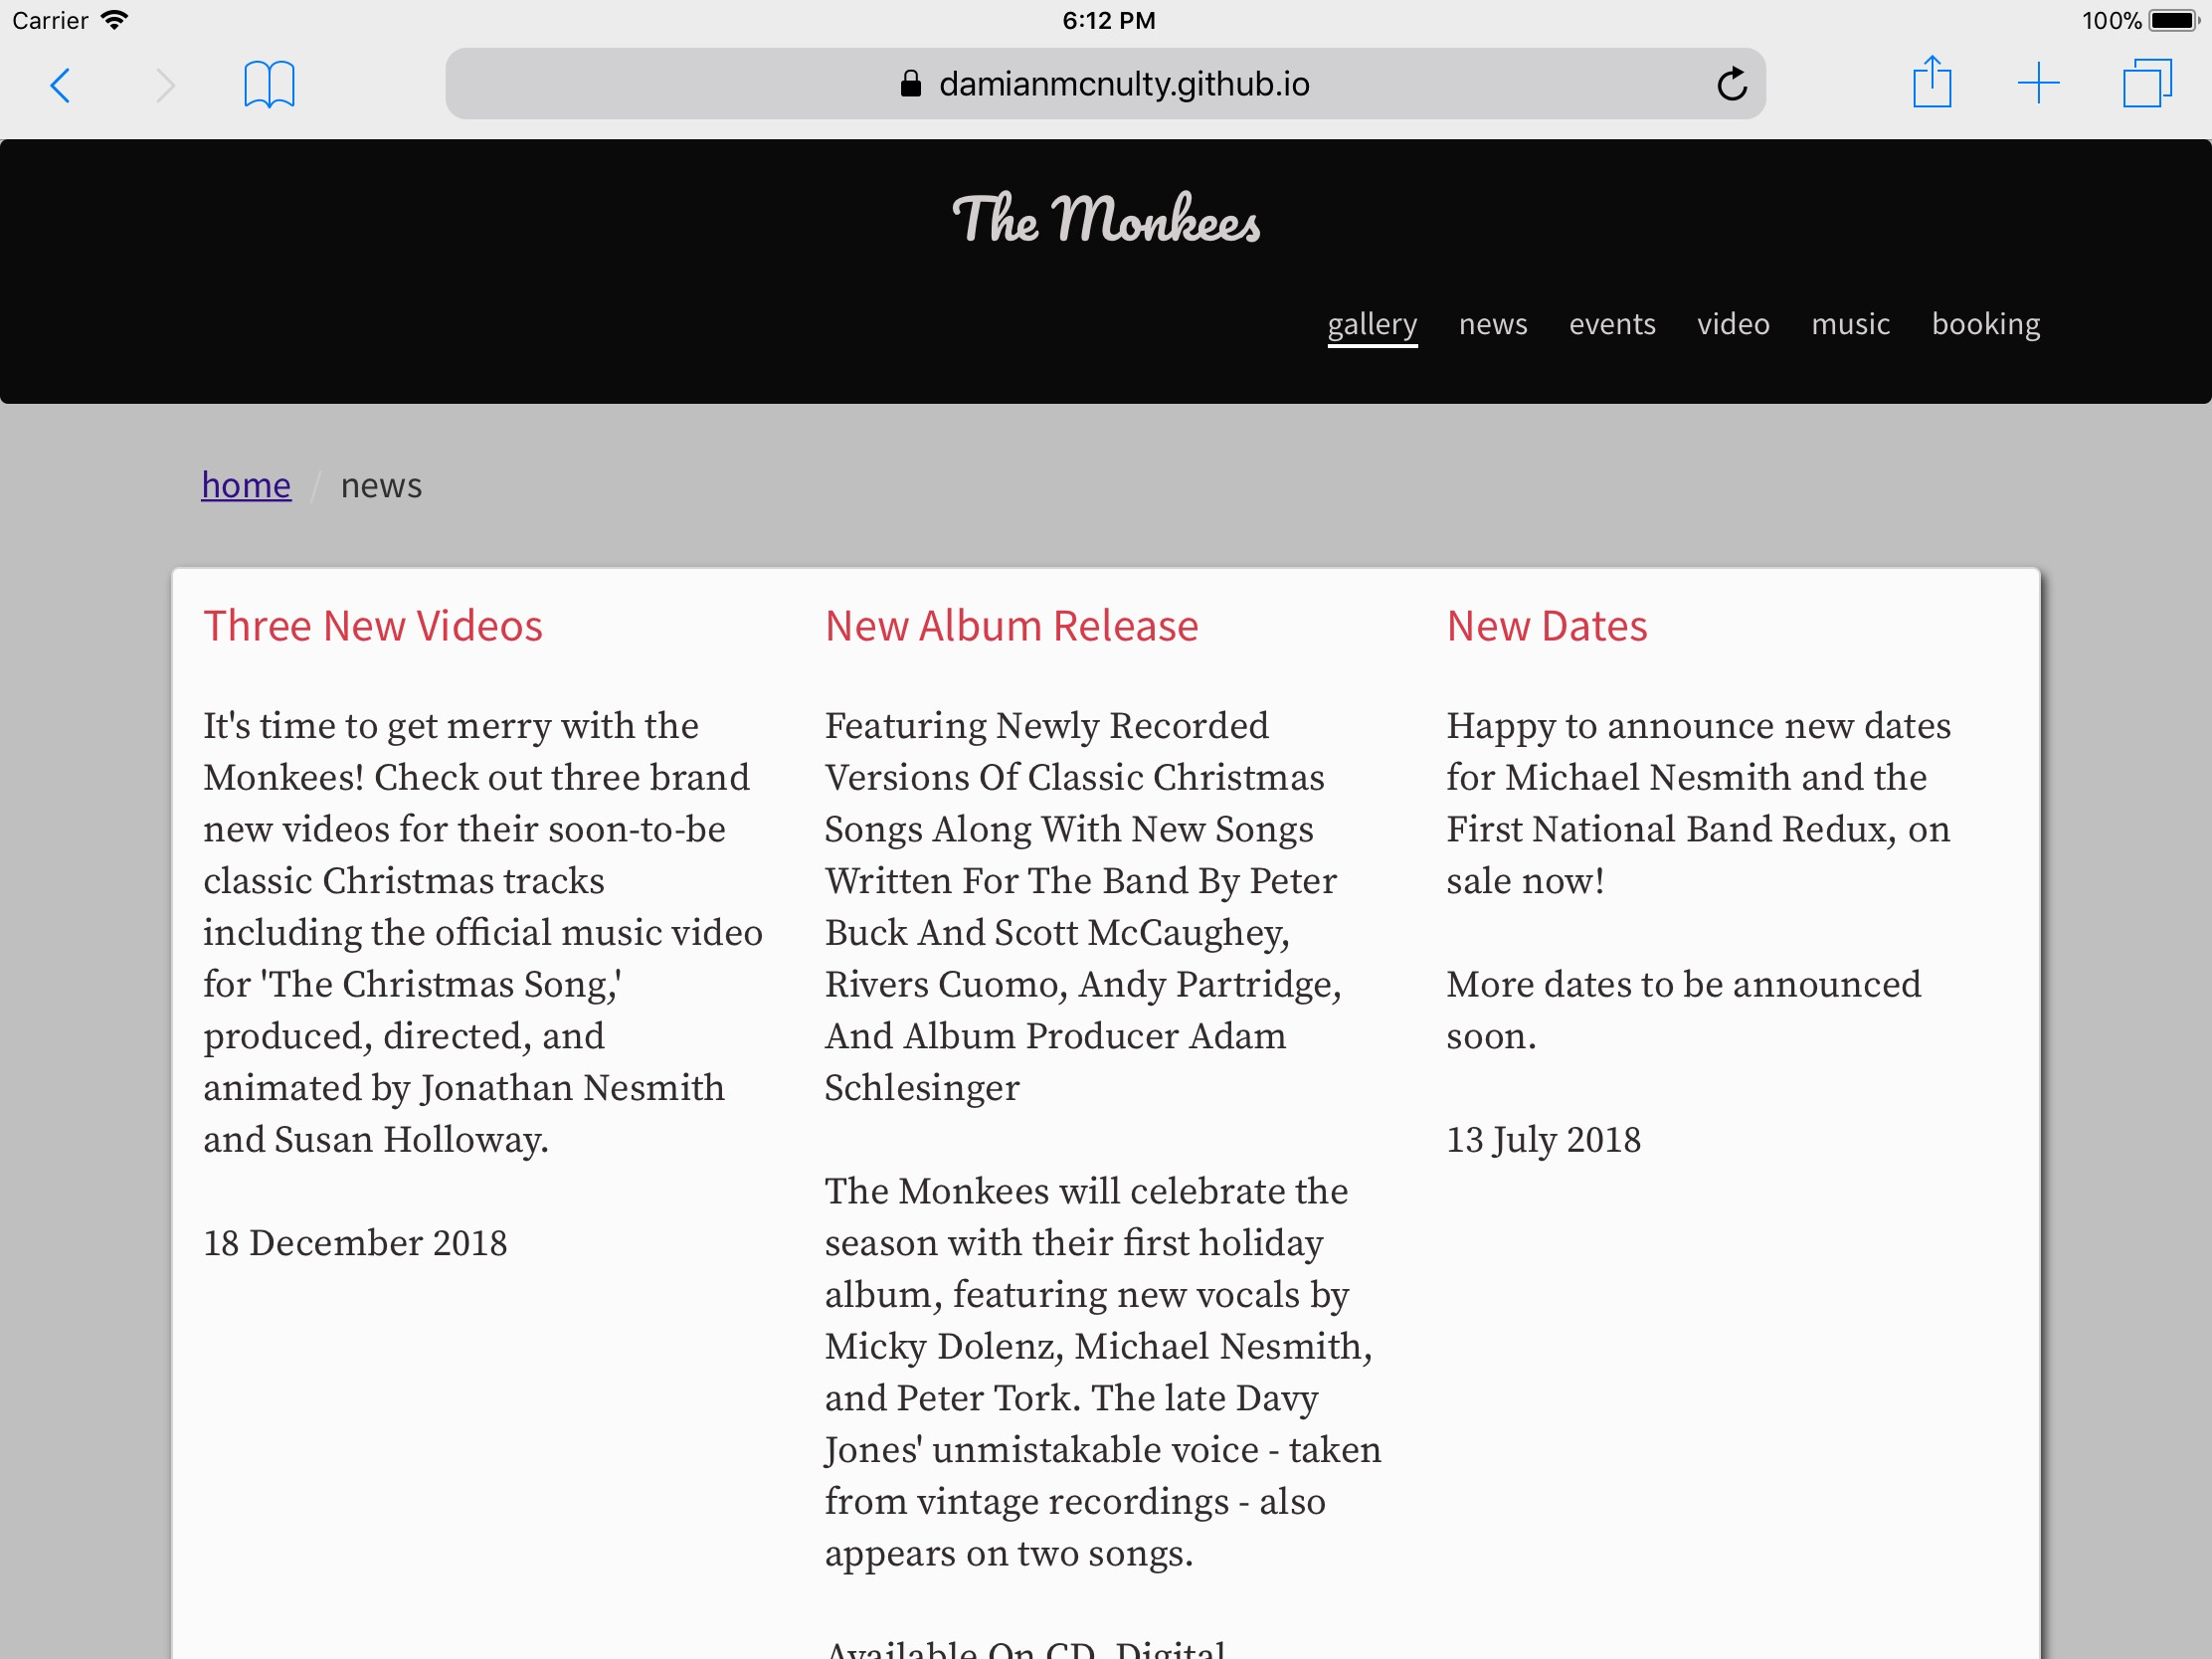 Carrier
6:12 PM
100%
damianmcnulty.github.io
The Monkees
gallery news events video music booking
home / news
Three New Videos
It's time to get merry with the
Monkees! Check out three brand
new videos for their soon-to-be
classic Christmas tracks
including the official music video
for 'The Christmas Song,'
produced, directed, and
animated by Jonathan Nesmith
and Susan Holloway.
18 December 2018
New Album Release
Featuring Newly Recorded
Versions Of Classic Christmas
Songs Along With New Songs
Written For The Band By Peter
Buck And Scott McCaughey,
Rivers Cuomo, Andy Partridge,
And Album Producer Adam
Schlesinger
The Monkees will celebrate the
season with their first holiday
album, featuring new vocals by
Micky Dolenz, Michael Nesmith,
and Peter Tork. The late Davy
Jones' unmistakable voice - taken
from vintage recordings - also
appears on two songs.
Available On CD, Digital
New Dates
Happy to announce new dates
for Michael Nesmith and the
First National Band Redux, on
sale now!
More dates to be announced
soon.
13 July 2018